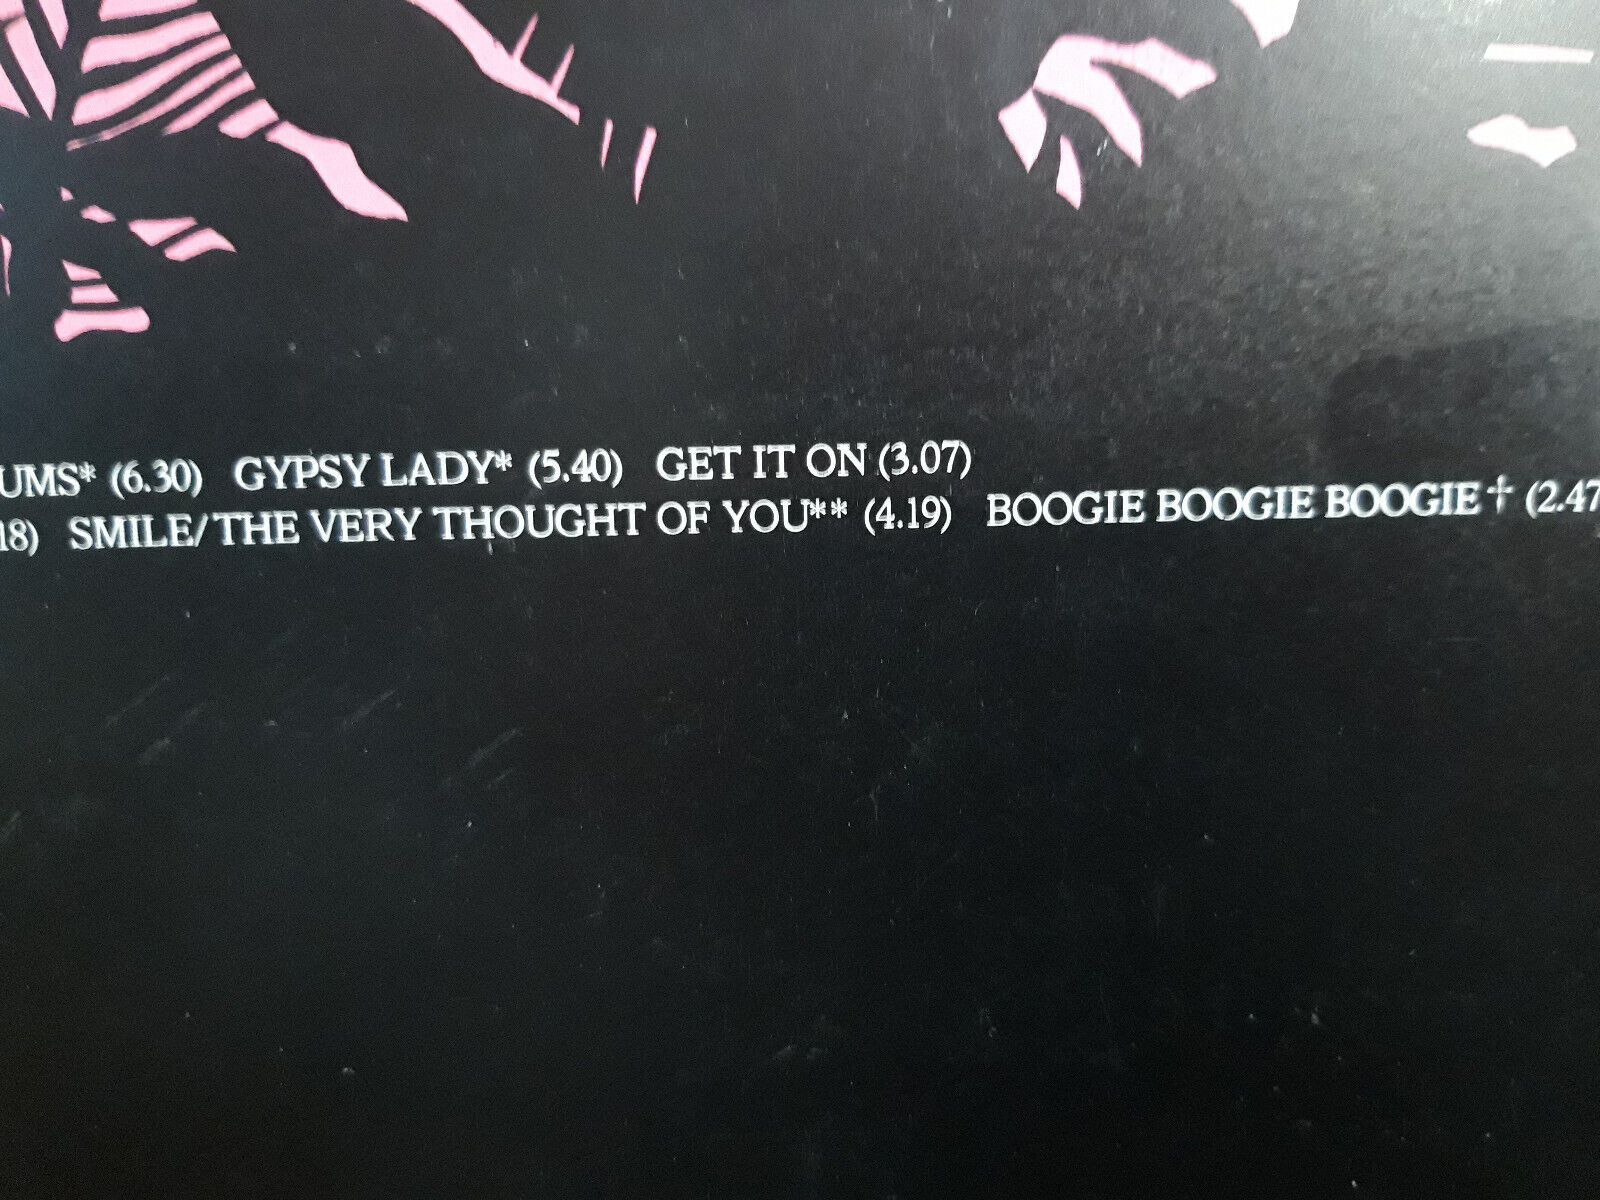 UMS* (6.30) GYPSY LADY* (5.40) GET IT ON (3.07)
18) SMILE/THE VERY THOUGHT OF YOU** (4.19) BOOGIE BOOGIE BOOGIE† (2.47